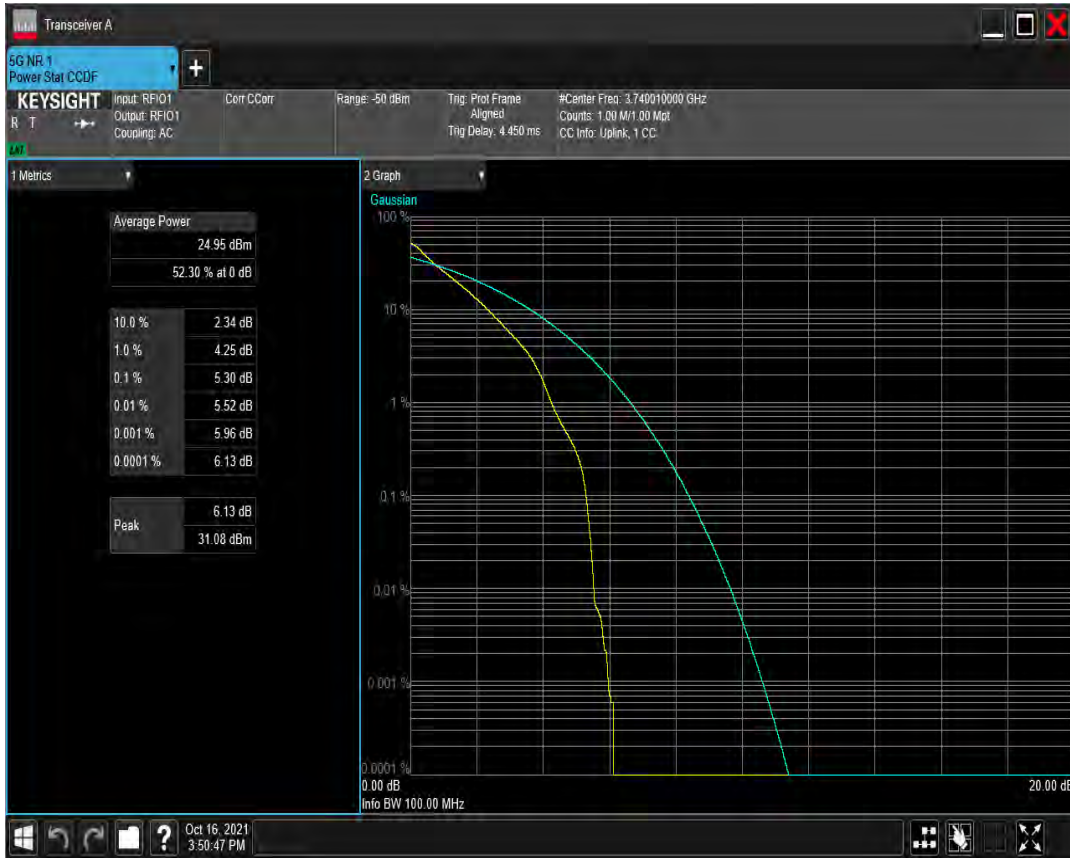 Transceiver A
5G NR 1
Power Stat CCDF
+
KEYSIGHT
R T
LXI
Input: RFIO1
Output: RFIO1
Coupling: AC
Corr CCorr
Range: -50 dBm
Trig: Prot Frame
Aligned
Trig Delay: 4.450 ms
#Center Freq: 3.740010000 GHz
Counts: 1.00 M/1.00 Mpt
CC Info: Uplink, 1 CC
1 Metrics
Average Power
24.95 dBm
52.30 % at 0 dB
10.0 % 2.34 dB
1.0 % 4.25 dB
0.1 % 5.30 dB
0.01 % 5.52 dB
0.001 % 5.96 dB
0.0001 % 6.13 dB
Peak
6.13 dB
31.08 dBm
2 Graph
Gaussian
100 %
10 %
1 %
0.1 %
0.01 %
0.001 %
0.0001 %
0.00 dB 20.00 dB
Info BW 100.00 MHz
?
Oct 16, 2021
3:50:47 PM